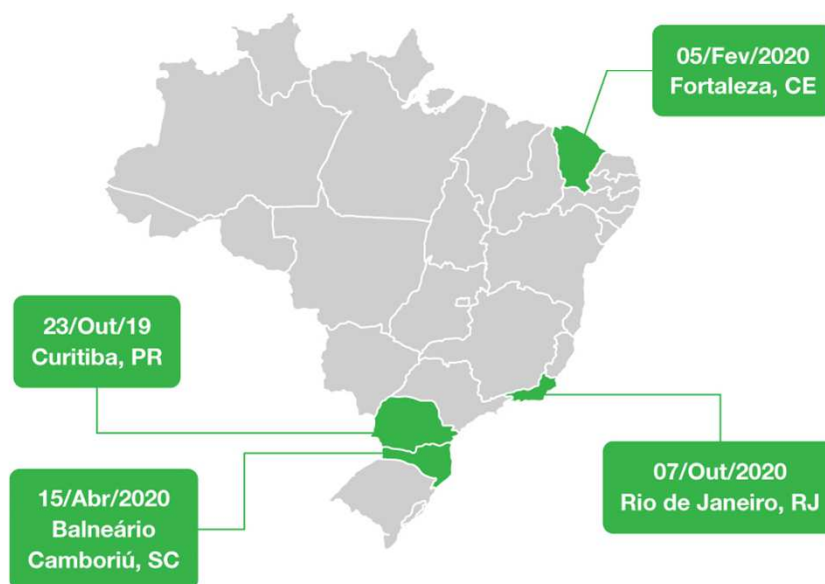 05/Fev/2020
Fortaleza, CE
23/Out/19
Curitiba, PR
15/Abr/2020
Balneário
Camboriú, SC
07/Out/2020
Rio de Janeiro, RJ